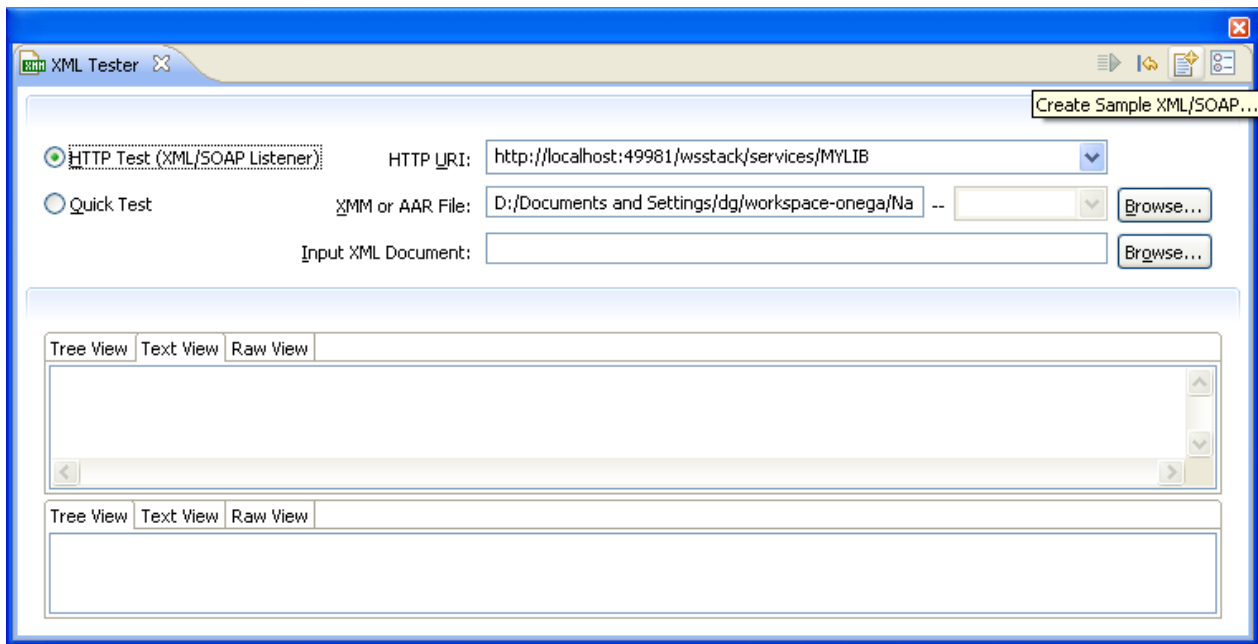 XML Tester
Create Sample XML/SOAP...
HTTP Test (XML/SOAP Listener) HTTP URI: http://localhost:49981/wsstack/services/MYLIB
Quick Test XMM or AAR File: D:/Documents and Settings/dg/workspace-onega/Na -- Browse...
Input XML Document: Browse...
Tree View Text View Raw View
Tree View Text View Raw View